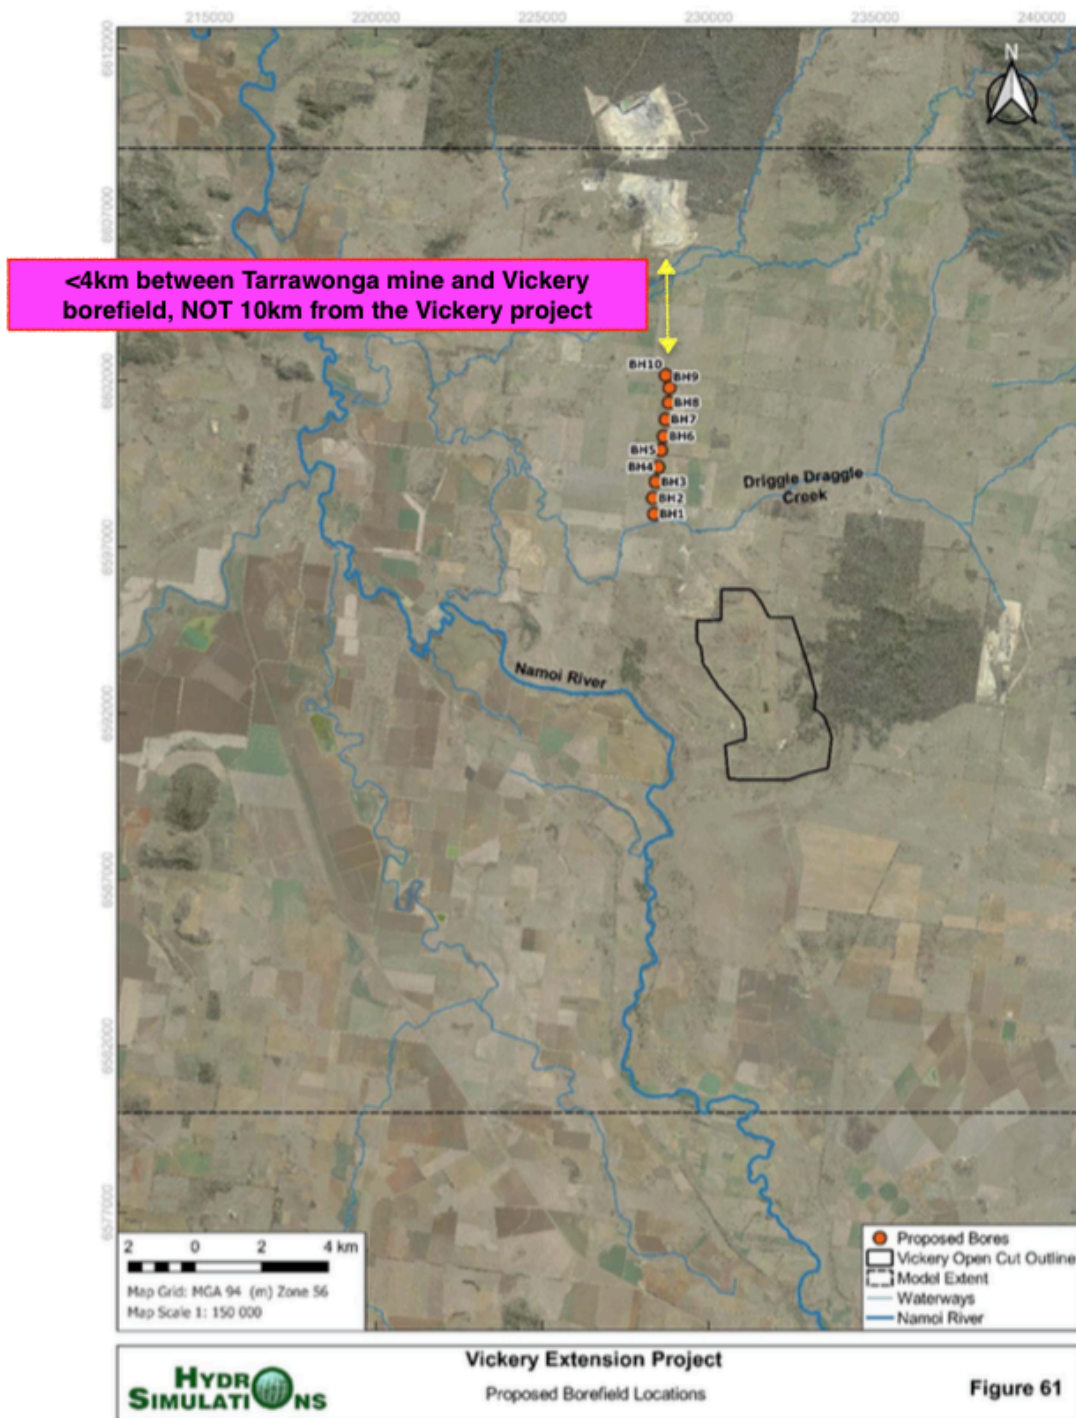 215000 220000 225000 230000 235000 240000
6612000
N
6607000
<4km between Tarrawonga mine and Vickery
borefield, NOT 10km from the Vickery project
6602000
BH10
BH9
BH8
BH7
BH6
BH5
BH4
BH3
BH2
BH1
Driggle Draggle
Creek
6597000
Namoi River
6592000
6587000
6582000
6577000
2 0 2 4 km
Map Grid: MGA 94 (m) Zone 56
Map Scale 1: 150 000
Proposed Bores
Vickery Open Cut Outline
Model Extent
Waterways
Namoi River
HYDRO
SIMULATIONS
Vickery Extension Project
Proposed Borefield Locations
Figure 61